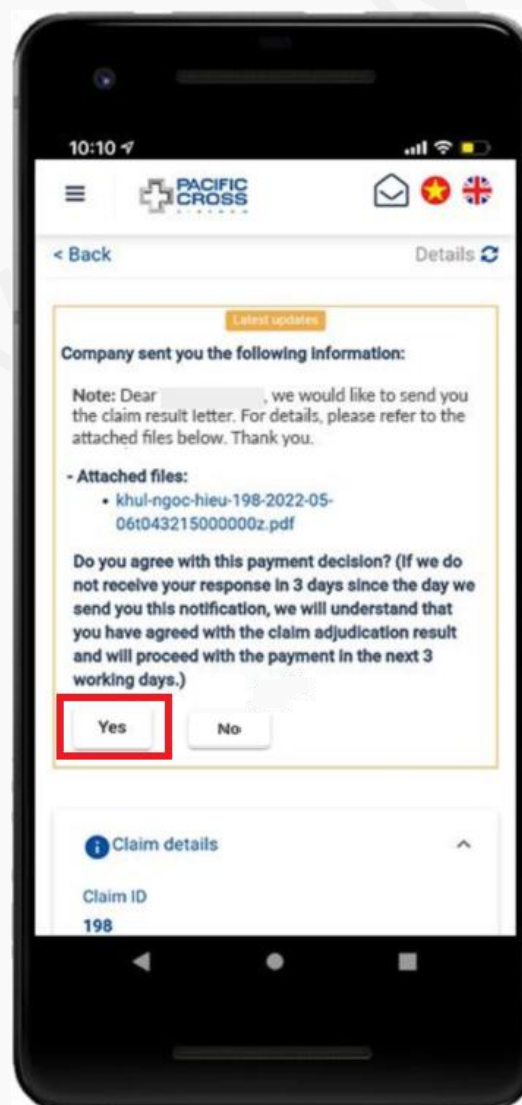 10:10
PACIFIC
CROSS
VIETNAM
< Back
Details
Latest updates
Company sent you the following information:
Note: Dear , we would like to send you
the claim result letter. For details, please refer to the
attached files below. Thank you.
- Attached files:
• khul-ngoc-hieu-198-2022-05-
06t043215000000z.pdf
Do you agree with this payment decision? (If we do
not receive your response in 3 days since the day we
send you this notification, we will understand that
you have agreed with the claim adjudication result
and will proceed with the payment in the next 3
working days.)
Yes
No
Claim details
Claim ID
198